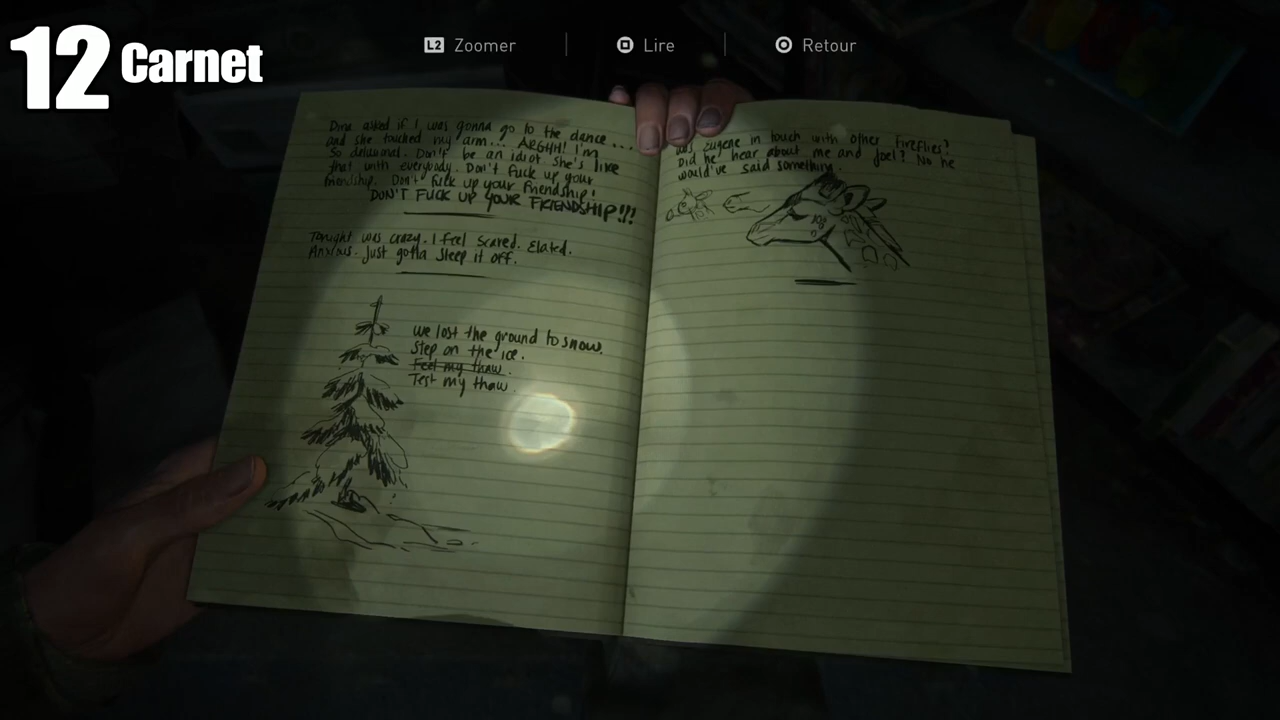 12 Carnet
L2 Zoomer
Lire
Retour
Dina asked if I was gonna go to the dance...
and she touched my arm... ARGHH! I'm
so delusional. Don't be an idiot she's like
that with everybody. Don't fuck up your
friendship. Don't fuck up your friendship!
DON'T FUCK UP YOUR FRIENDSHIP!!!
Tonight was crazy. I feel scared. Elated.
Anxious. Just gotta sleep it off.
We lost the ground to snow.
Step on the ice.
Feel my thaw.
Test my thaw
Was Eugene in touch with other Fireflies?
Did he hear about me and Joel? No he
would've said something.